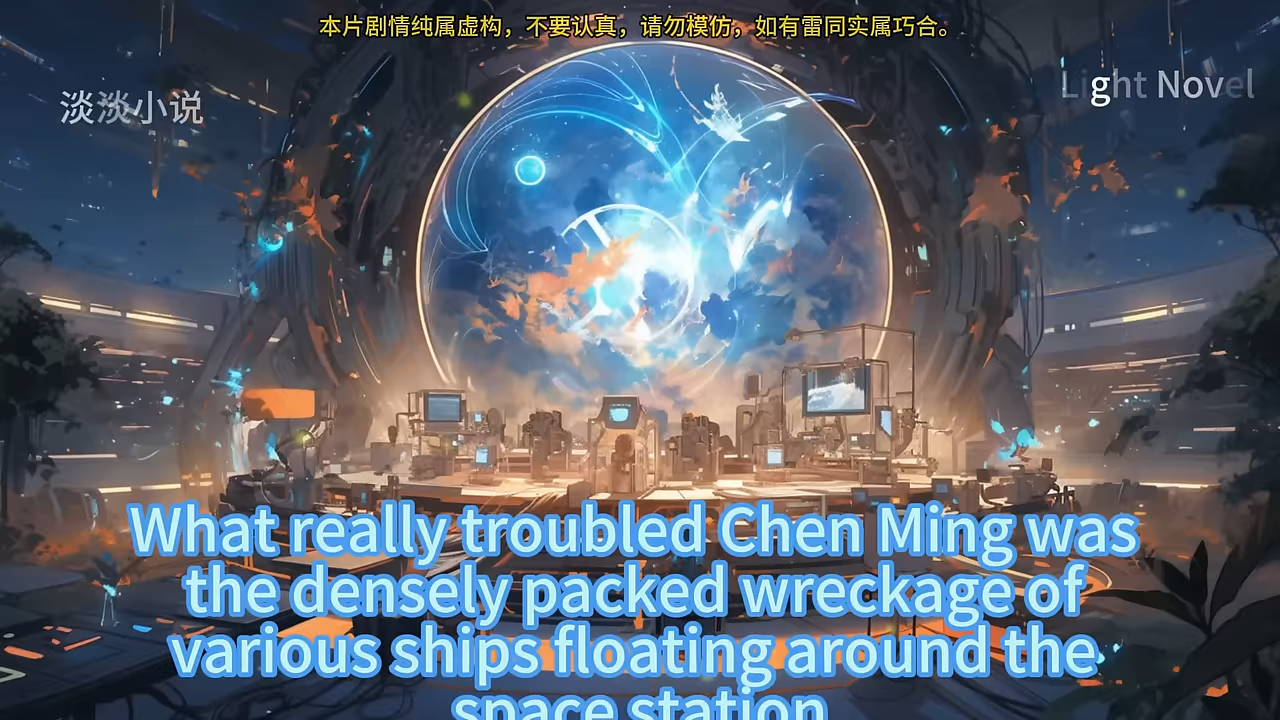 本片剧情纯属虚构，不要认真，请勿模仿，如有雷同实属巧合。
淡淡小说
Light Novel
What really troubled Chen Ming was
the densely packed wreckage of
various ships floating around the
space station